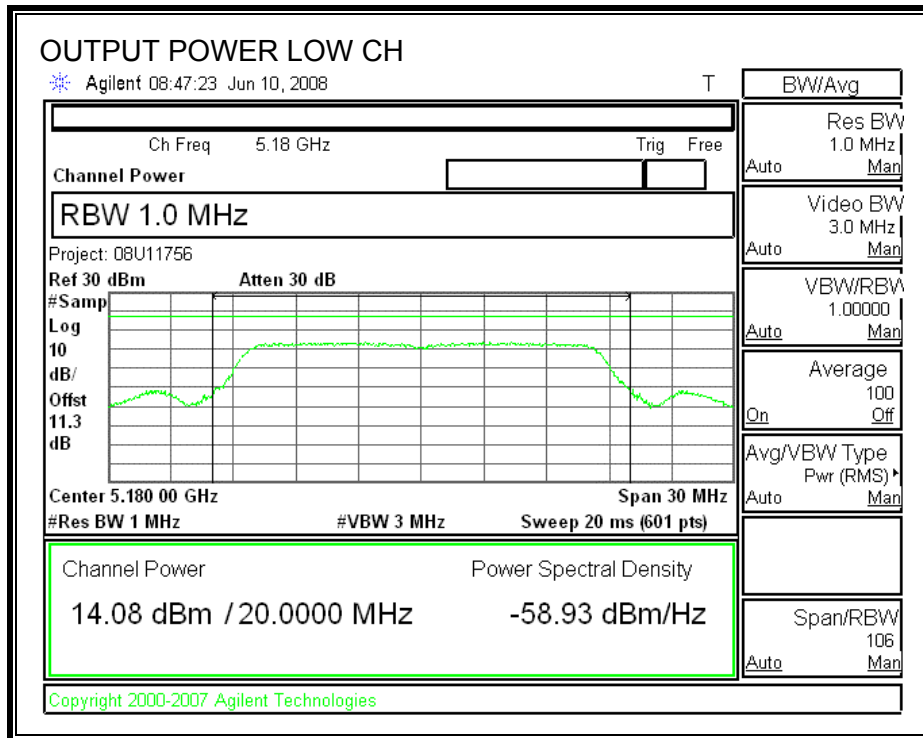 OUTPUT POWER LOW CH
Agilent 08:47:23 Jun 10, 2008 T
Ch Freq 5.18 GHz Trig Free
Channel Power
RBW 1.0 MHz
Project: 08U11756
Ref 30 dBm Atten 30 dB
#Samp
Log
10
dB/
Offst
11.3
dB
Center 5.180 00 GHz Span 30 MHz
#Res BW 1 MHz #VBW 3 MHz Sweep 20 ms (601 pts)
Channel Power Power Spectral Density
14.08 dBm / 20.0000 MHz -58.93 dBm/Hz
Copyright 2000-2007 Agilent Technologies
BW/Avg
Res BW
1.0 MHz
Auto Man
Video BW
3.0 MHz
Auto Man
VBW/RBW
1.00000
Auto Man
Average
100
On Off
Avg/VBW Type
Pwr (RMS)
Auto Man
Span/RBW
106
Auto Man